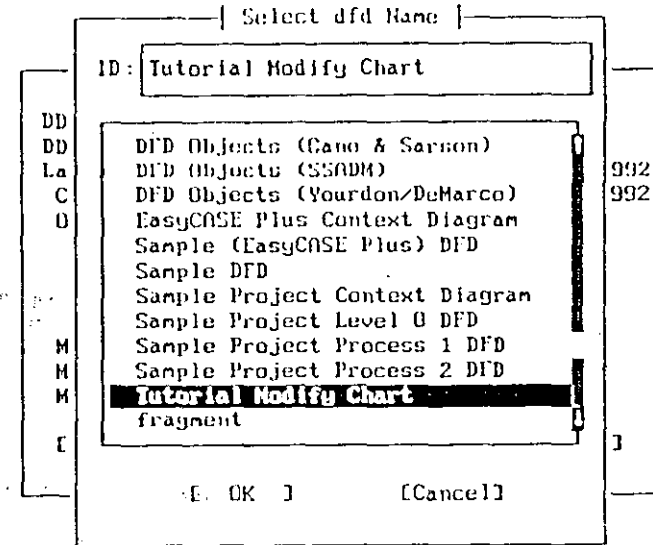 Select dfd Name
ID: Tutorial Modify Chart
DD
DD
La
C
O
DFD Objects (Gane & Sarson)
DFD Objects (SSADM)
DFD Objects (Yourdon/DeMarco)
EasyCASE Plus Context Diagram
Sample (EasyCASE Plus) DFD
Sample DFD
Sample Project Context Diagram
Sample Project Level 0 DFD
Sample Project Process 1 DFD
Sample Project Process 2 DFD
Tutorial Modify Chart
fragment
992
992
M
M
M
[
]
[ OK ]
[Cancel]